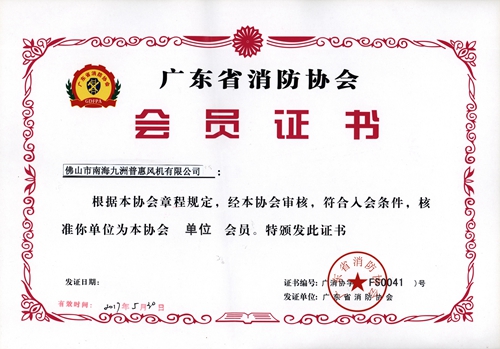 广东省消防协会
GDFPA
广东省消防协会
会员证书
佛山市南海九洲普惠风机有限公司：
根据本协会章程规定，经本协会审核，符合入会条件，核
准你单位为本协会 单位 会员。特颁发此证书
发证日期：
证书编号：广消协字 FS0041 )号
有效时间：2017年5月30日
发证单位：广东省消防协会
广东省消防协会